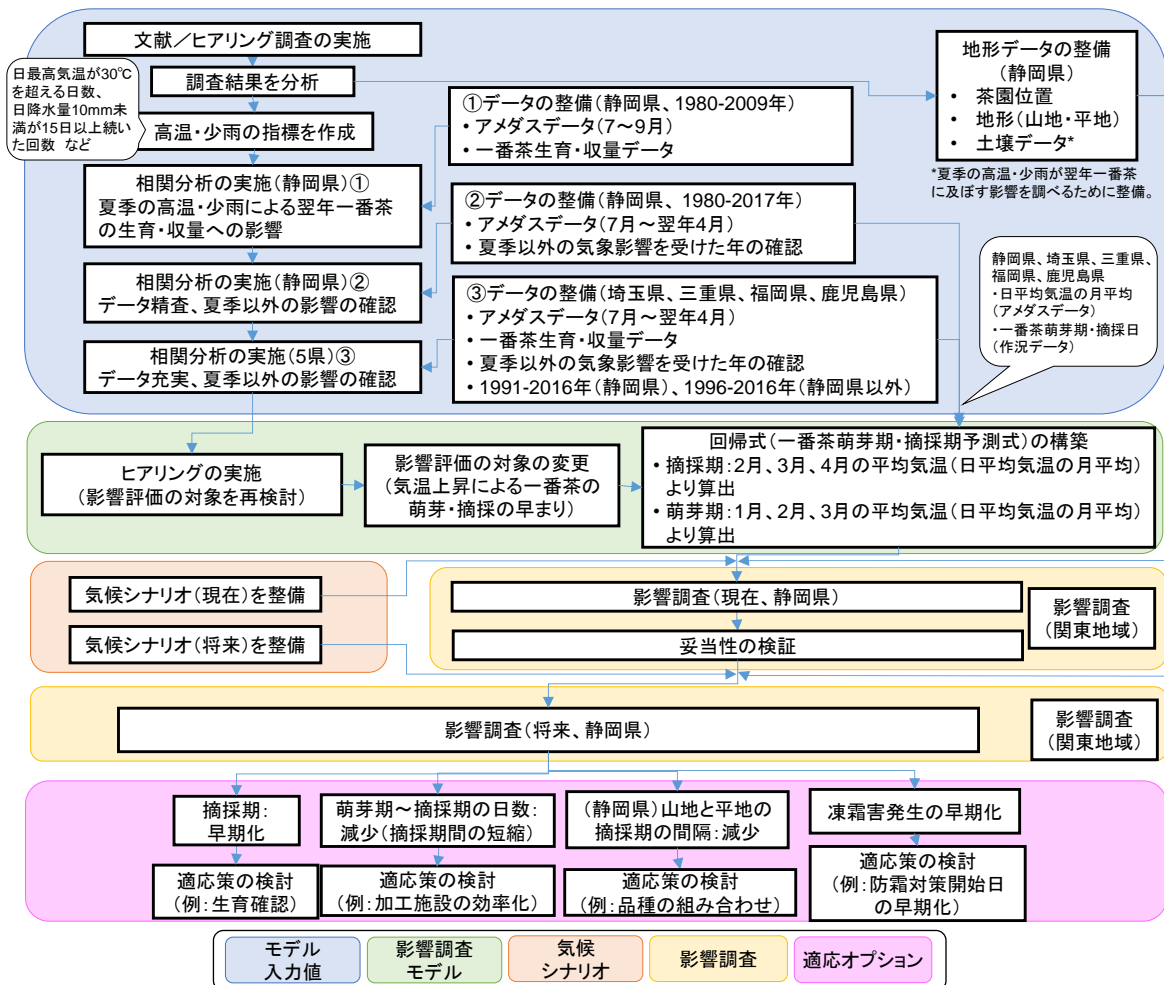 文献／ヒアリング調査の実施
調査結果を分析
日最高気温が30℃
を超える日数、
日降水量10mm未
満が15日以上続い
た回数 など
高温・少雨の指標を作成
相関分析の実施(静岡県)①
夏季の高温・少雨による翌年一番茶
の生育・収量への影響
相関分析の実施(静岡県)②
データ精査、夏季以外の影響の確認
相関分析の実施(5県)③
データ充実、夏季以外の影響の確認
①データの整備(静岡県、1980-2009年)
• アメダスデータ(7～9月)
• 一番茶生育・収量データ
②データの整備(静岡県、1980-2017年)
• アメダスデータ(7月～翌年4月)
• 夏季以外の気象影響を受けた年の確認
③データの整備(埼玉県、三重県、福岡県、鹿児島県)
• アメダスデータ(7月～翌年4月)
• 一番茶生育・収量データ
• 夏季以外の気象影響を受けた年の確認
• 1991-2016年(静岡県)、1996-2016年(静岡県以外)
地形データの整備
(静岡県)
• 茶園位置
• 地形(山地・平地)
• 土壌データ*
*夏季の高温・少雨が翌年一番茶
に及ぼす影響を調べるために整備。
静岡県、埼玉県、三重県、
福岡県、鹿児島県
・日平均気温の月平均
(アメダスデータ)
・一番茶萌芽期・摘採日
(作況データ)
ヒアリングの実施
(影響評価の対象を再検討)
影響評価の対象の変更
(気温上昇による一番茶の
萌芽・摘採の早まり)
回帰式(一番茶萌芽期・摘採期予測式)の構築
• 摘採期：2月、3月、4月の平均気温(日平均気温の月平均)
より算出
• 萌芽期：1月、2月、3月の平均気温(日平均気温の月平均)
より算出
気候シナリオ(現在)を整備
気候シナリオ(将来)を整備
影響調査(現在、静岡県)
妥当性の検証
影響調査
(関東地域)
影響調査(将来、静岡県)
影響調査
(関東地域)
摘採期：
早期化
萌芽期～摘採期の日数：
減少(摘採期間の短縮)
(静岡県)山地と平地の
摘採期の間隔：減少
凍霜害発生の早期化
適応策の検討
(例：生育確認)
適応策の検討
(例：加工施設の効率化)
適応策の検討
(例：品種の組み合わせ)
適応策の検討
(例：防霜対策開始日
の早期化)
モデル
入力値
影響調査
モデル
気候
シナリオ
影響調査
適応オプション